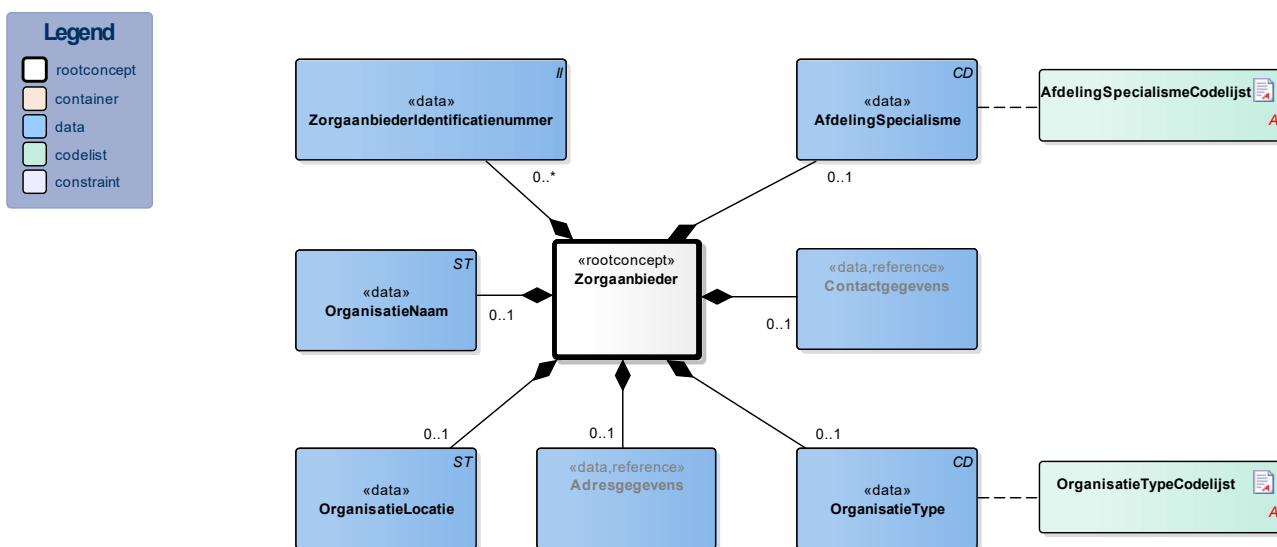 Legend
rootconcept
container
data
codelist
constraint
II
«data»
ZorgaanbiederIdentificatienummer
0..*
CD
«data»
AfdelingSpecialisme
0..1
AfdelingSpecialismeCodelijst
A
ST
«data»
OrganisatieNaam
0..1
«rootconcept»
Zorgaanbieder
«data,reference»
Contactgegevens
0..1
0..1
ST
«data»
OrganisatieLocatie
0..1
«data,reference»
Adresgegevens
0..1
CD
«data»
OrganisatieType
OrganisatieTypeCodelijst
A